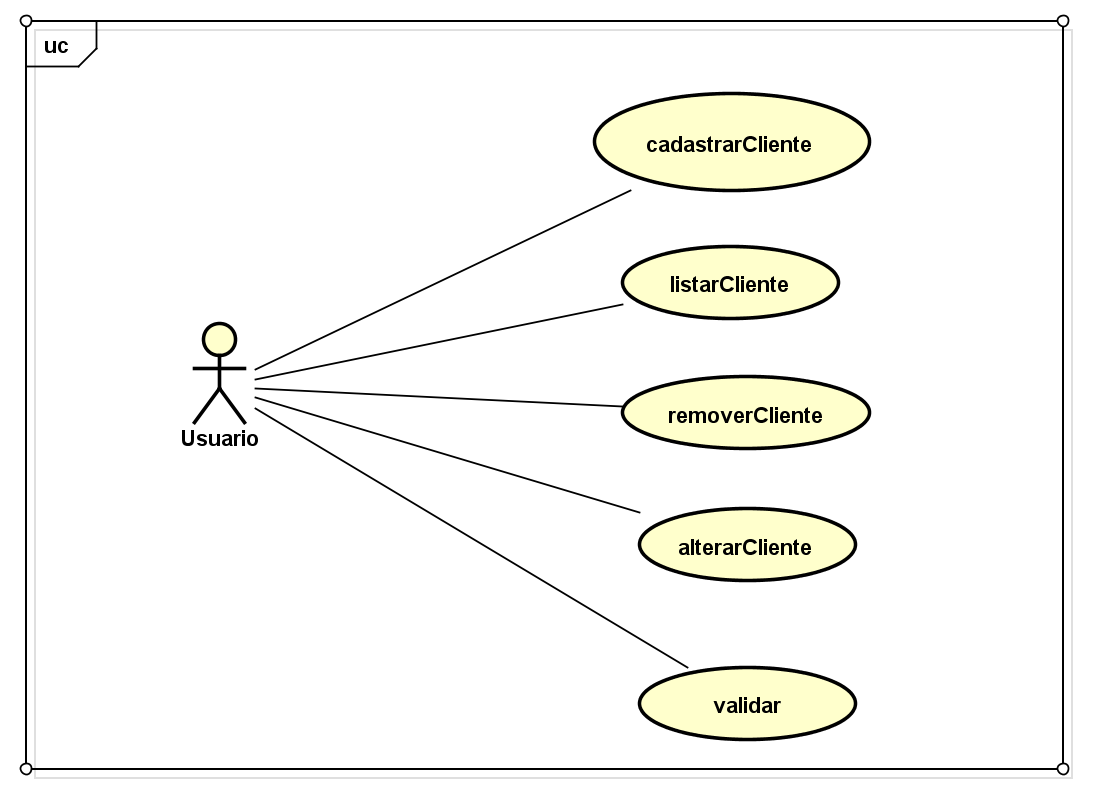 uc
cadastrarCliente
listarCliente
removerCliente
Usuario
alterarCliente
validar